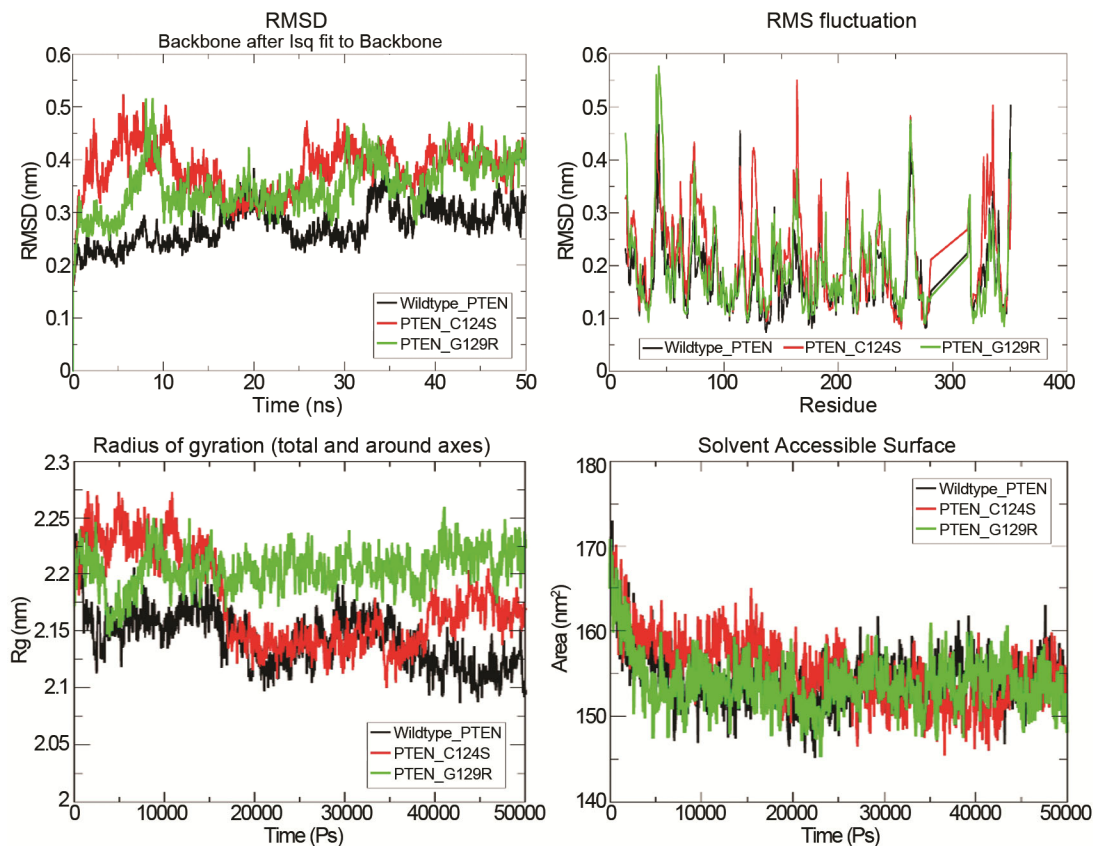 RMSD
Backbone after lsq fit to Backbone
0.6
0.5
0.4
0.3
0.2
0.1
0
RMSD (nm)
Wildtype_PTEN
PTEN_C124S
PTEN_G129R
0 10 20 30 40 50
Time (ns)
RMS fluctuation
0.6
0.5
0.4
0.3
0.2
0.1
0
RMSD (nm)
Wildtype_PTEN PTEN_C124S PTEN_G129R
0 100 200 300 400
Residue
Radius of gyration (total and around axes)
2.3
2.25
2.2
2.15
2.1
2.05
2
Rg (nm)
Wildtype_PTEN
PTEN_C124S
PTEN_G129R
0 10000 20000 30000 40000 50000
Time (Ps)
Solvent Accessible Surface
180
170
160
150
140
Area (nm²)
Wildtype_PTEN
PTEN_C124S
PTEN_G129R
0 10000 20000 30000 40000 50000
Time (Ps)